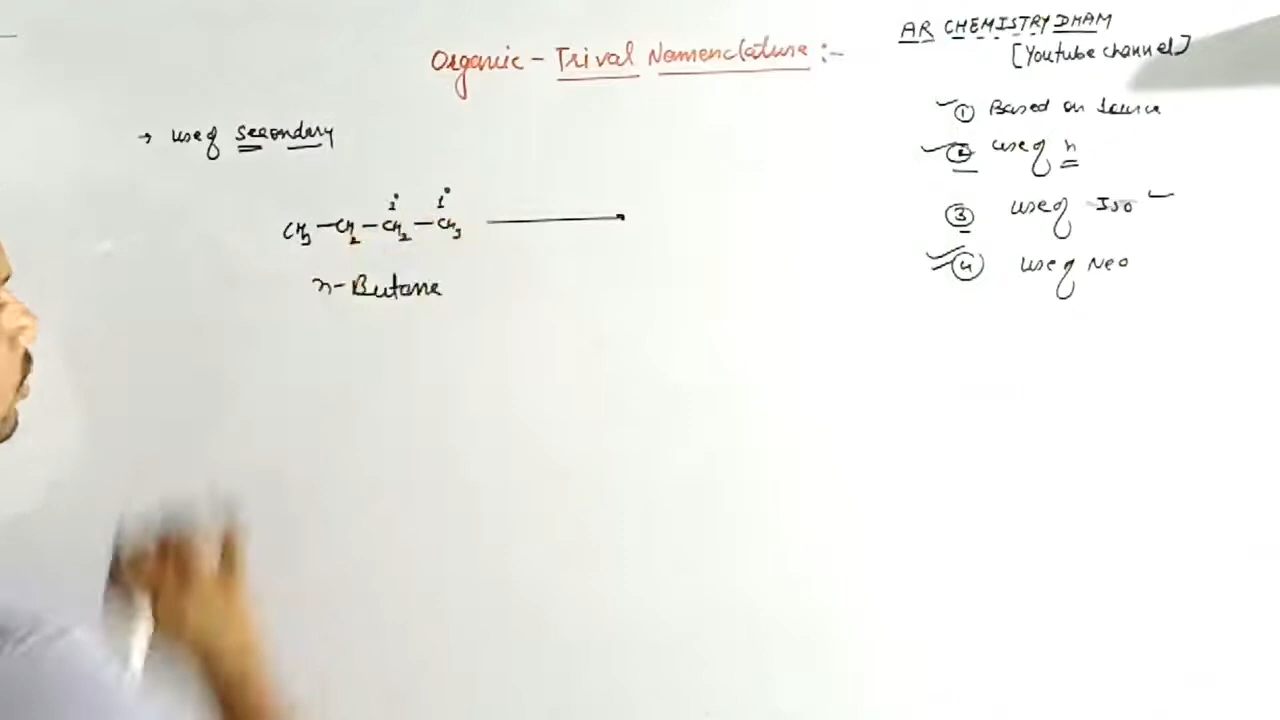 Organic - Trival Nomenclature :-
AR CHEMISTRY DHAM
[Youtube channel]
① Based on source
② use of n
③ use of Iso
④ use of Neo
→ use of secondary
CH3 - CH2 - CH2 - CH3 →
n-Butane